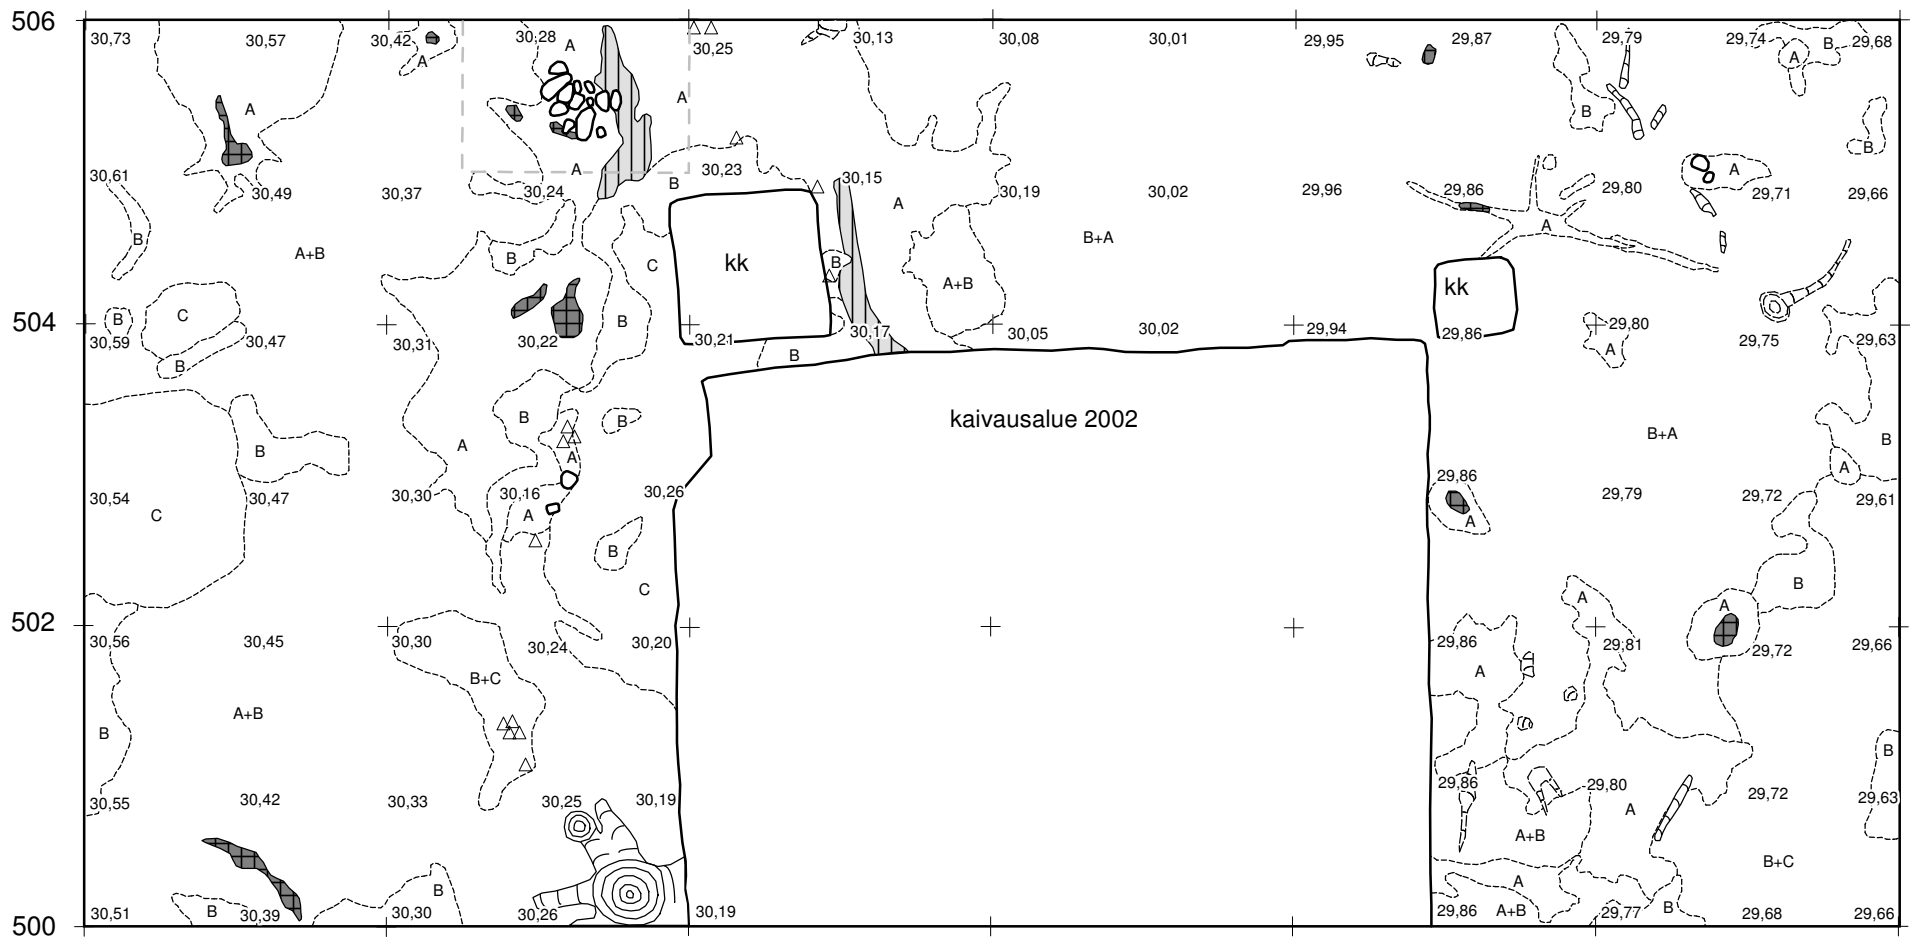 506
30,73 30,57 30,42 30,28 30,25 30,13 30,08 30,01 29,95 29,87 29,79 29,74 29,68
A B
A A
A A B
B
30,61 A 30,23 30,15 A
30,49 30,37 30,24 B 30,19 30,02 29,96 29,86 29,80 29,71 29,66
A
B A+B B+A A
B C kk B A+B kk
C
B B 29,80
30,59 30,47 30,31 30,22 30,21 30,17 30,05 30,02 29,94 29,86 29,75 29,63
504
B B A
B B kaivausalue 2002
B A A B+A B
A
30,54 30,47 30,30 30,16 30,26 29,86 29,79 29,72 29,61
C A A
B
C B
A A
502
30,56 30,45 30,30 30,24 30,20 29,86 29,81 29,72 29,66
B+C A
A+B
B B
30,55 30,42 30,33 30,25 30,19 29,86 29,80 29,72 29,63
A
A+B
B+C
B A
30,51 B 30,39 30,30 30,26 30,19 29,86 A+B 29,77 B 29,68 29,66
500